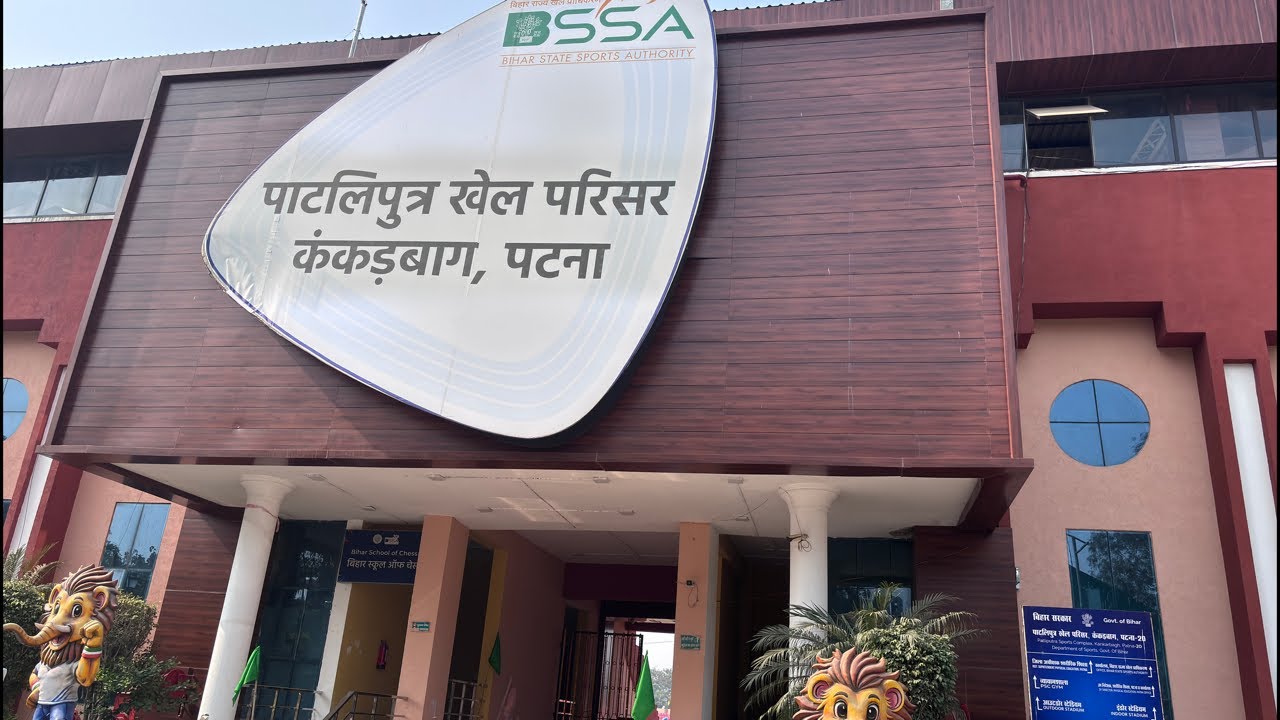 बिहार राज्य खेल प्राधिकरण
BSSA
BIHAR STATE SPORTS AUTHORITY
पाटलिपुत्र खेल परिसर
कंकड़बाग, पटना
Bihar School of Chess
बिहार स्कूल ऑफ चेस
बिहार सरकार
Govt. of Bihar
पाटलिपुत्र खेल परिसर, कंकड़बाग, पटना-20
Patliputra Sports Complex, Kankarbagh, Patna-20
Department of Sports, Govt. Of Bihar
व्यायामशाला
PSC GYM
आउटडोर स्टेडियम
OUTDOOR STADIUM
इंडोर स्टेडियम
INDOOR STADIUM